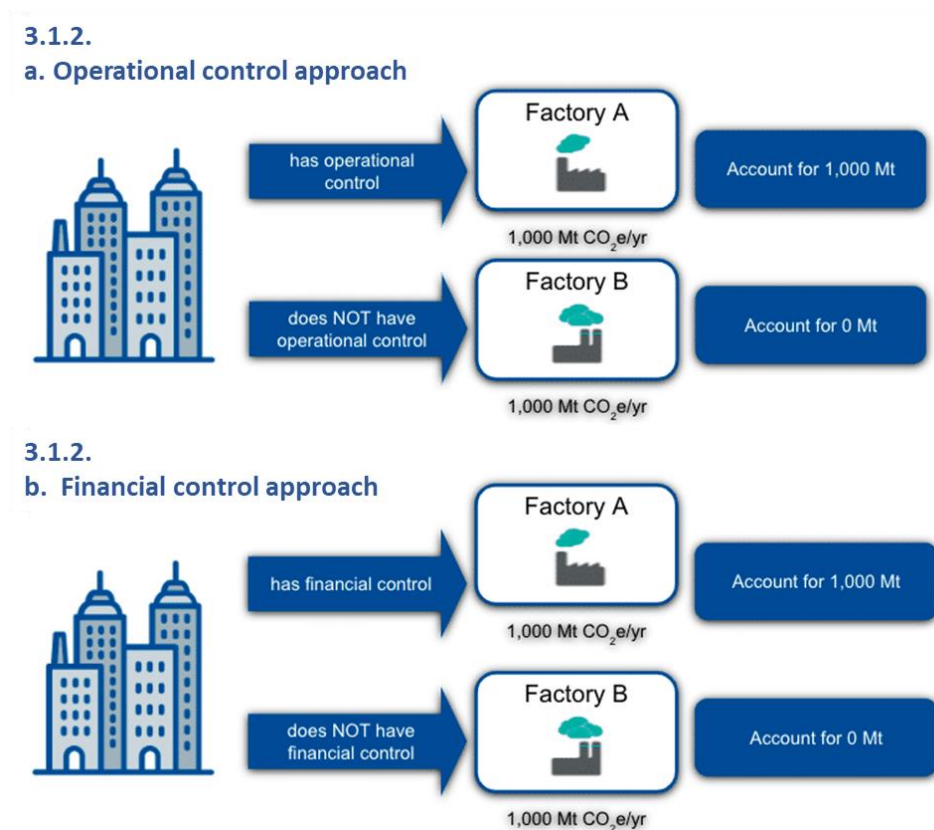 3.1.2.
a. Operational control approach
has operational
control
Factory A
1,000 Mt CO₂e/yr
Account for 1,000 Mt
does NOT have
operational control
Factory B
1,000 Mt CO₂e/yr
Account for 0 Mt
3.1.2.
b. Financial control approach
has financial control
Factory A
1,000 Mt CO₂e/yr
Account for 1,000 Mt
does NOT have
financial control
Factory B
1,000 Mt CO₂e/yr
Account for 0 Mt